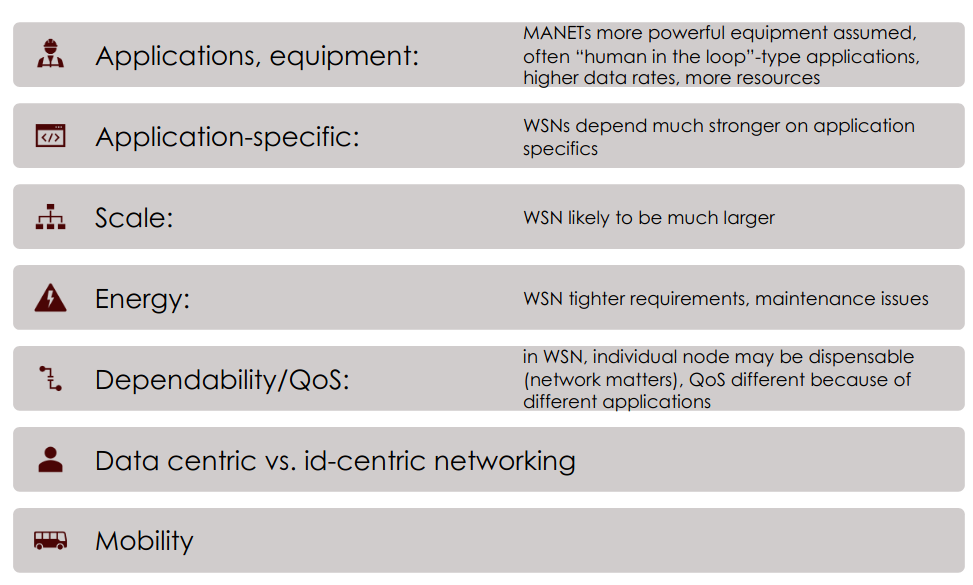 Applications, equipment:
MANETs more powerful equipment assumed,
often “human in the loop”-type applications,
higher data rates, more resources
Application-specific:
WSNs depend much stronger on application
specifics
Scale:
WSN likely to be much larger
Energy:
WSN tighter requirements, maintenance issues
Dependability/QoS:
in WSN, individual node may be dispensable
(network matters), QoS different because of
different applications
Data centric vs. id-centric networking
Mobility